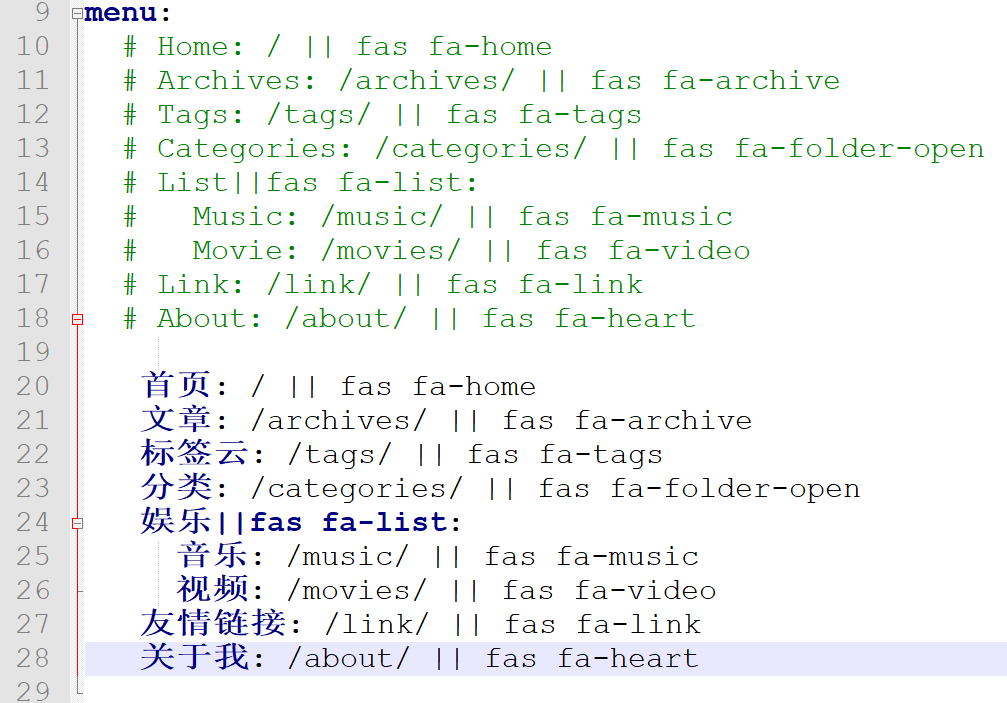 9 menu:
10 # Home: / || fas fa-home
11 # Archives: /archives/ || fas fa-archive
12 # Tags: /tags/ || fas fa-tags
13 # Categories: /categories/ || fas fa-folder-open
14 # List||fas fa-list:
15 #   Music: /music/ || fas fa-music
16 #   Movie: /movies/ || fas fa-video
17 # Link: /link/ || fas fa-link
18 # About: /about/ || fas fa-heart
19
20 首页: / || fas fa-home
21 文章: /archives/ || fas fa-archive
22 标签云: /tags/ || fas fa-tags
23 分类: /categories/ || fas fa-folder-open
24 娱乐||fas fa-list:
25   音乐: /music/ || fas fa-music
26   视频: /movies/ || fas fa-video
27 友情链接: /link/ || fas fa-link
28 关于我: /about/ || fas fa-heart
29